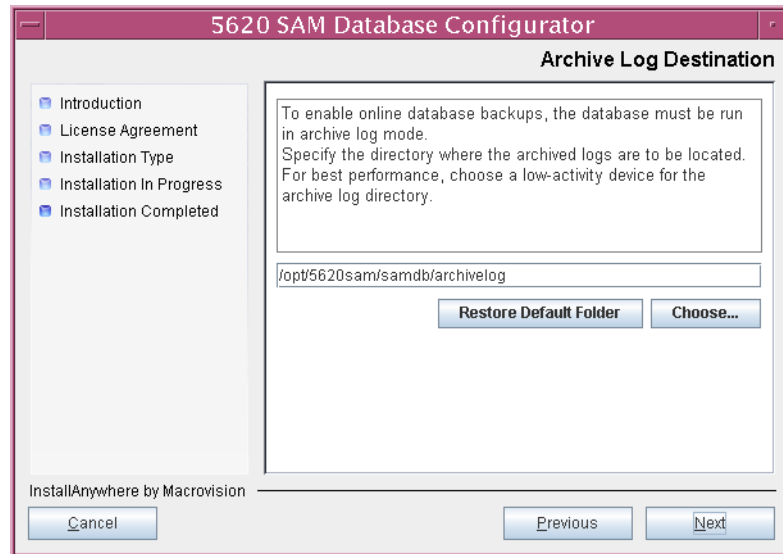 5620 SAM Database Configurator
Archive Log Destination
Introduction
License Agreement
Installation Type
Installation In Progress
Installation Completed
To enable online database backups, the database must be run
in archive log mode.
Specify the directory where the archived logs are to be located.
For best performance, choose a low-activity device for the
archive log directory.
/opt/5620sam/samdb/archivelog
Restore Default Folder
Choose...
InstallAnywhere by Macrovision
Cancel
Previous
Next